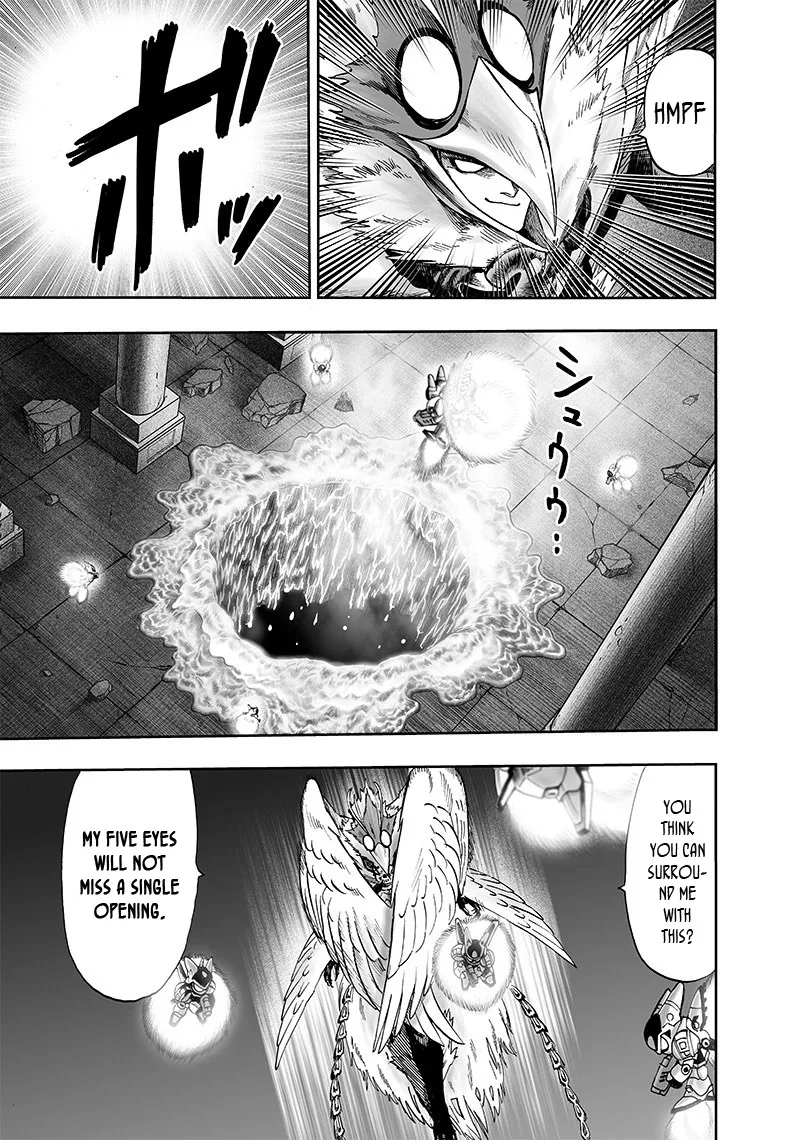 HMPF
ボッ
シュウウゥ‥
YOU
THINK
YOU CAN
SURROU-
ND ME
WITH
THIS?
MY FIVE EYES
WILL NOT
MISS A SINGLE
OPENING.